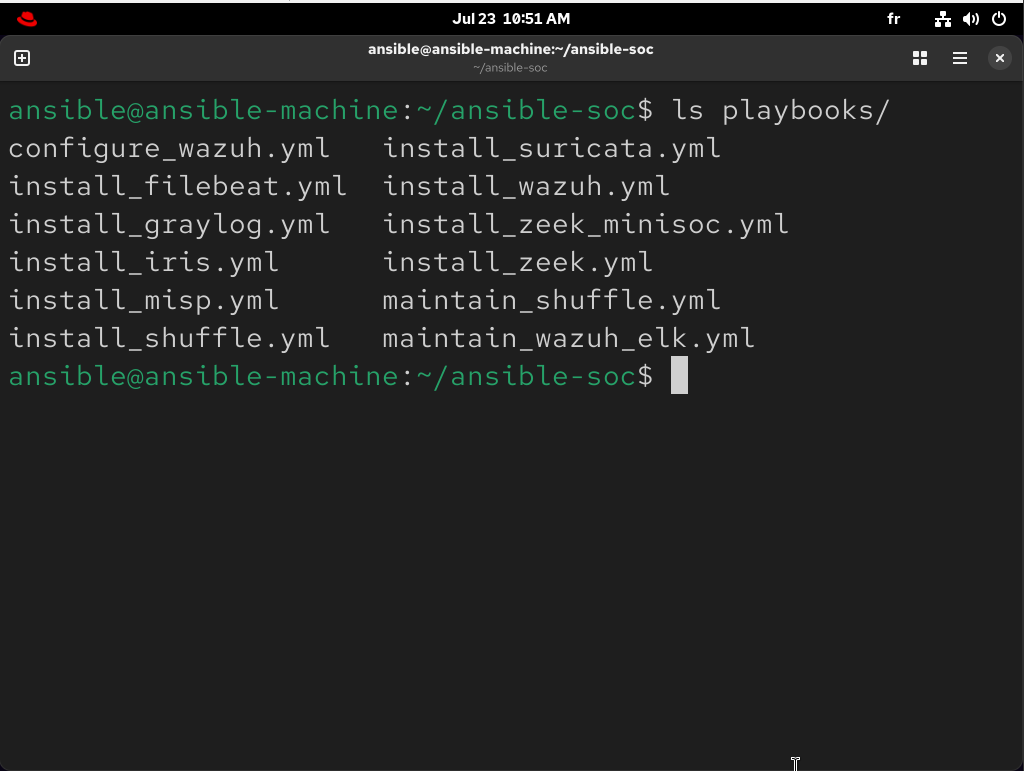 Jul 23 10:51 AM
fr
ansible@ansible-machine:~/ansible-soc
~/ansible-soc
ansible@ansible-machine:~/ansible-soc$ ls playbooks/
configure_wazuh.yml install_suricata.yml
install_filebeat.yml install_wazuh.yml
install_graylog.yml install_zeek_minisoc.yml
install_iris.yml install_zeek.yml
install_misp.yml maintain_shuffle.yml
install_shuffle.yml maintain_wazuh_elk.yml
ansible@ansible-machine:~/ansible-soc$